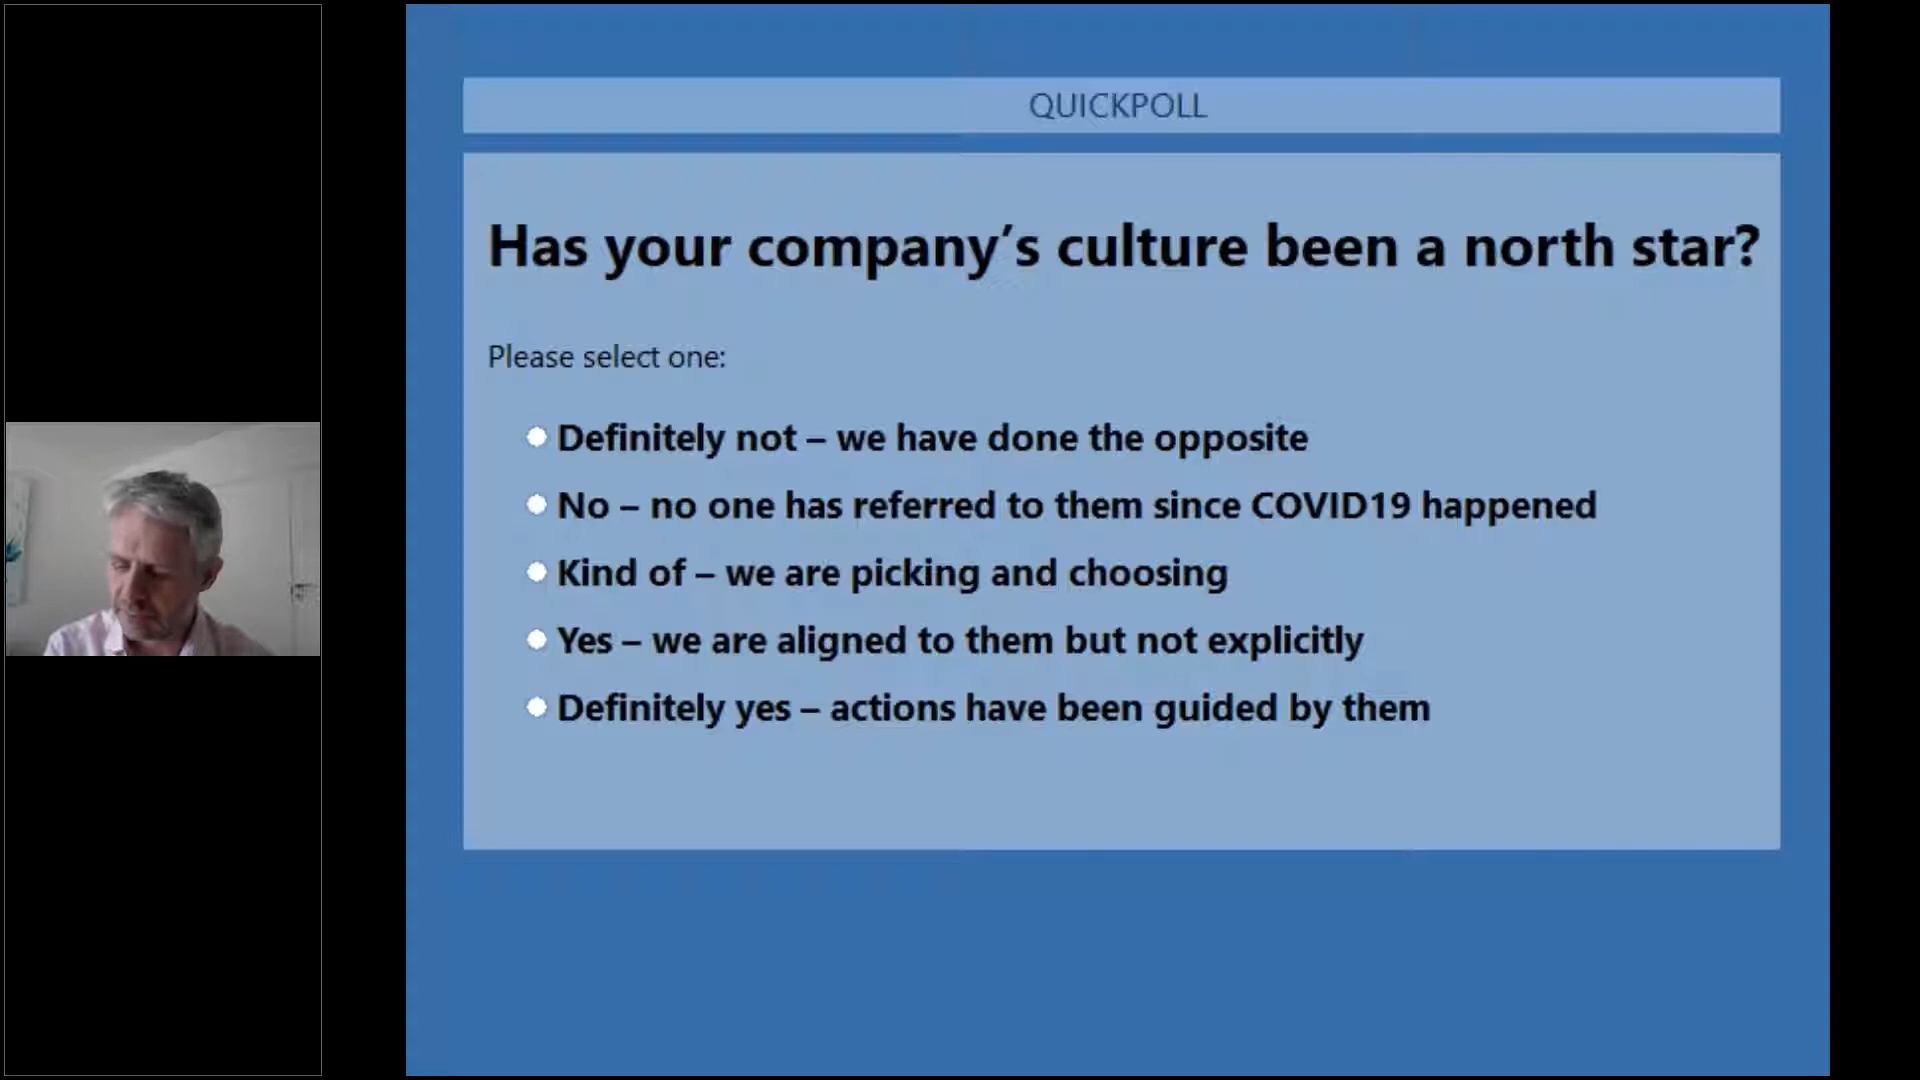 QUICKPOLL
Has your company’s culture been a north star?
Please select one:
Definitely not – we have done the opposite
No – no one has referred to them since COVID19 happened
Kind of – we are picking and choosing
Yes – we are aligned to them but not explicitly
Definitely yes – actions have been guided by them